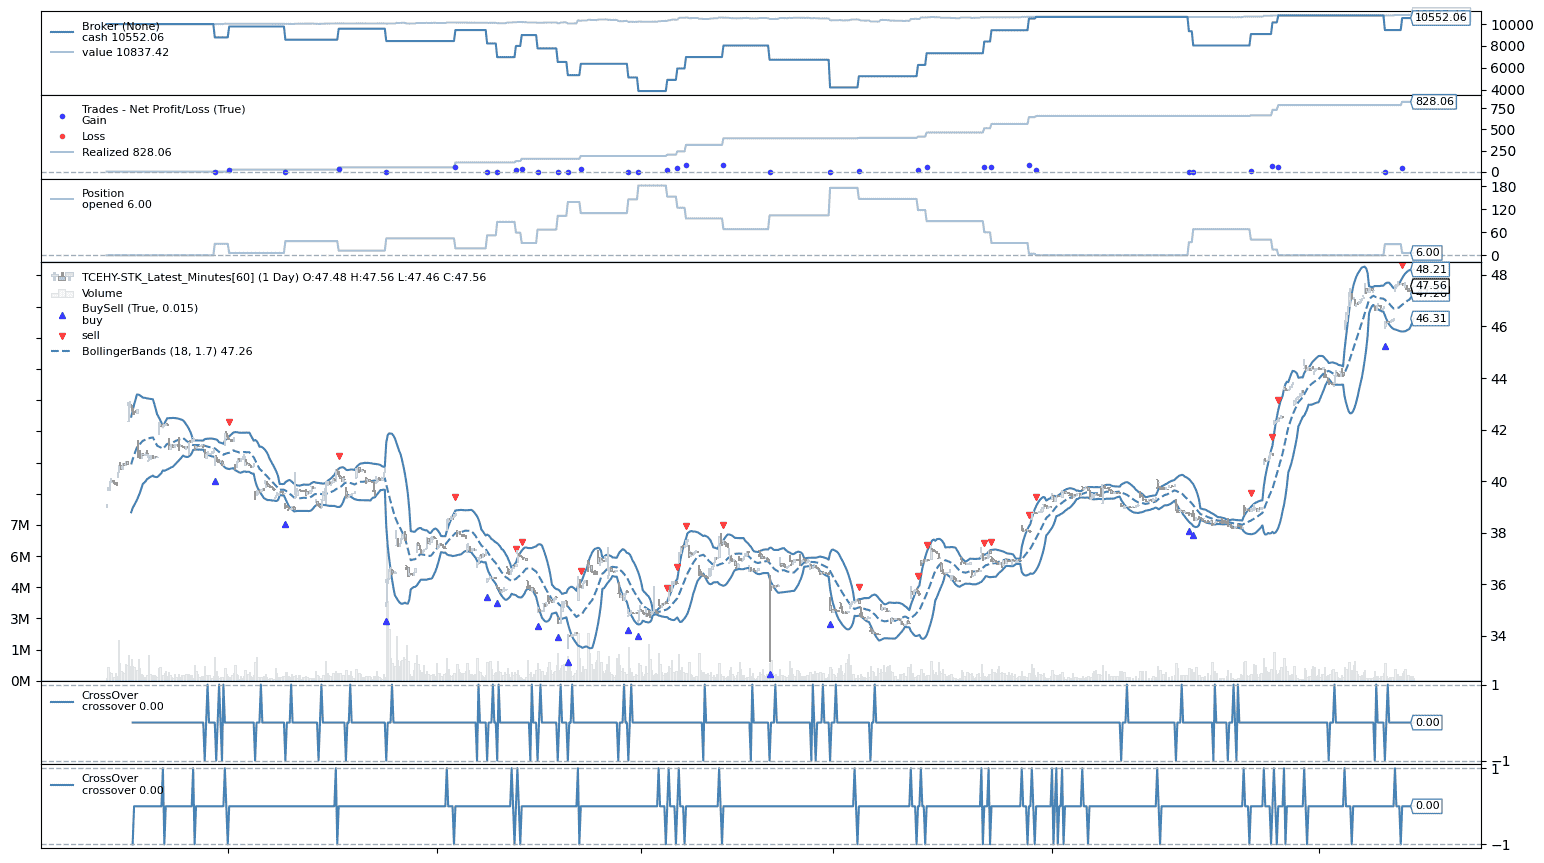 Broker (None)
cash 10552.06
value 10837.42
10552.06
10000
8000
6000
4000
Trades - Net Profit/Loss (True)
Gain
Loss
Realized 828.06
828.06
750
500
250
0
Position
opened 6.00
180
120
60
0
6.00
TCEHY-STK_Latest_Minutes[60] (1 Day) O:47.48 H:47.56 L:47.46 C:47.56
Volume
BuySell (True, 0.015)
buy
sell
BollingerBands (18, 1.7) 47.26
48.21
47.56
47.26
46.31
48
46
44
42
40
38
36
34
7M
6M
4M
3M
1M
0M
CrossOver
crossover 0.00
1
0.00
−1
CrossOver
crossover 0.00
1
0.00
−1